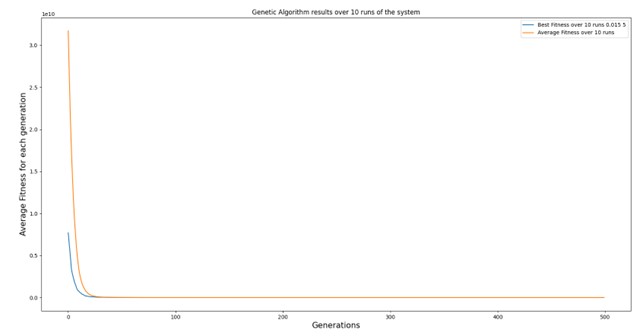 Genetic Algorithm results over 10 runs of the system
1e10
Best Fitness over 10 runs 0.015 5
Average Fitness over 10 runs
3.0
2.5
2.0
1.5
1.0
0.5
0.0
Average Fitness for each generation
0 100 200 300 400 500
Generations